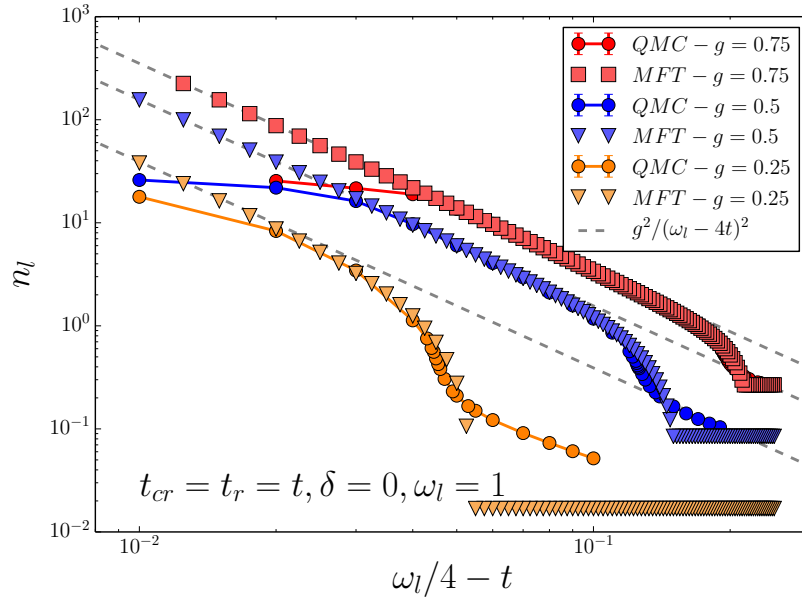 10^3
10^2
10^1
10^0
10^{-1}
10^{-2}
n_l
QMC − g = 0.75
MFT − g = 0.75
QMC − g = 0.5
MFT − g = 0.5
QMC − g = 0.25
MFT − g = 0.25
g^2/(ω_l − 4t)^2
t_{cr} = t_r = t, δ = 0, ω_l = 1
10^{-2}
10^{-1}
ω_l/4 − t